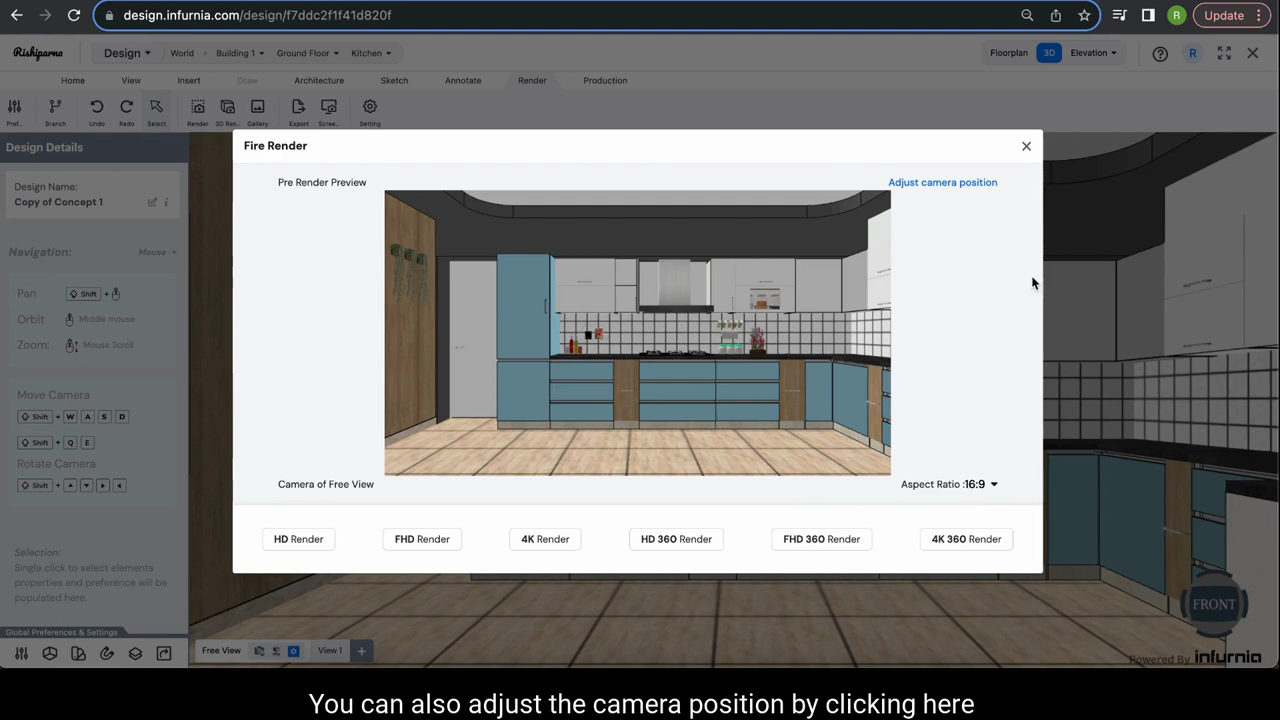 design.infurnia.com/design/f7ddc2f1f41d820f
R
Update
Rishiparna
Design
World
Building 1
Ground Floor
Kitchen
Floorplan
3D
Elevation
R
Home
View
Insert
Draw
Architecture
Sketch
Annotate
Render
Production
Pref..
Branch
Undo
Redo
Select
Render
3D Ren..
Gallery
Export
Scree..
Setting
Design Details
Design Name:
Copy of Concept 1
Navigation:
Mouse
Pan
Shift +
Orbit
Middle mouse
Zoom:
Mouse Scroll
Move Camera
Shift + W A S D
Shift + Q E
Rotate Camera
Shift +
Selection:
Single click to select elements
properties and preference will be
populated here.
Global Preferences & Settings
Fire Render
Pre Render Preview
Adjust camera position
Camera of Free View
Aspect Ratio :16:9
HD Render
FHD Render
4K Render
HD 360 Render
FHD 360 Render
4K 360 Render
FRONT
Free View
View 1
Powered By infurnia
You can also adjust the camera position by clicking here